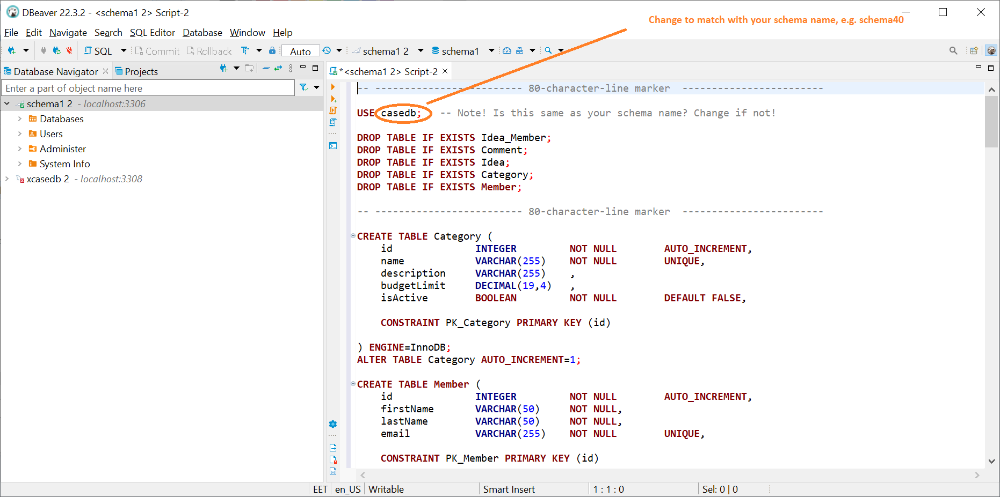 DBeaver 22.3.2 - <schema1 2> Script-2
Change to match with your schema name, e.g. schema40
File Edit Navigate Search SQL Editor Database Window Help
SQL Commit Rollback Auto schema1 2 schema1
Database Navigator Projects
*<schema1 2> Script-2
Enter a part of object name here
schema1 2 - localhost:3306
Databases
Users
Administer
System Info
xcasedb 2 - localhost:3308
-- ------------------------- 80-character-line marker ------------------------
USE casedb; -- Note! Is this same as your schema name? Change if not!
DROP TABLE IF EXISTS Idea_Member;
DROP TABLE IF EXISTS Comment;
DROP TABLE IF EXISTS Idea;
DROP TABLE IF EXISTS Category;
DROP TABLE IF EXISTS Member;
-- ------------------------- 80-character-line marker ------------------------
CREATE TABLE Category (
id INTEGER NOT NULL AUTO_INCREMENT,
name VARCHAR(255) NOT NULL UNIQUE,
description VARCHAR(255) ,
budgetLimit DECIMAL(19,4) ,
isActive BOOLEAN NOT NULL DEFAULT FALSE,
CONSTRAINT PK_Category PRIMARY KEY (id)
) ENGINE=InnoDB;
ALTER TABLE Category AUTO_INCREMENT=1;
CREATE TABLE Member (
id INTEGER NOT NULL AUTO_INCREMENT,
firstName VARCHAR(50) NOT NULL,
lastName VARCHAR(50) NOT NULL,
email VARCHAR(255) NOT NULL UNIQUE,
CONSTRAINT PK_Member PRIMARY KEY (id)
EET en_US Writable Smart Insert 1 : 1 : 0 Sel: 0 | 0